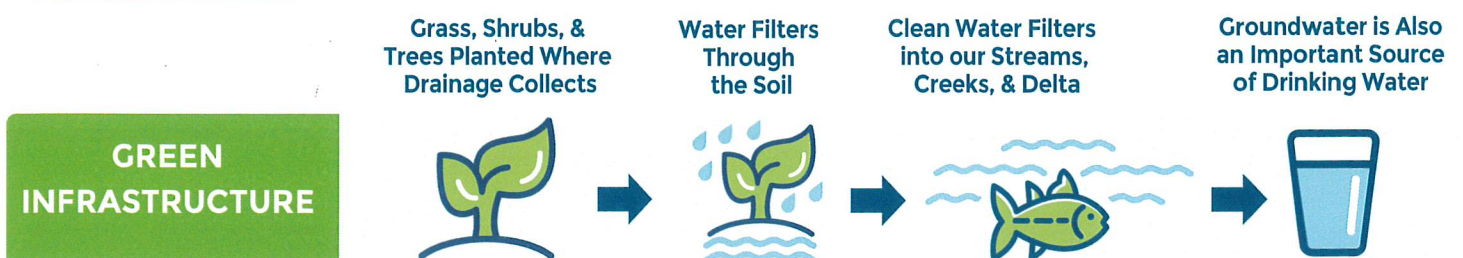 Grass, Shrubs, &
Trees Planted Where
Drainage Collects
Water Filters
Through
the Soil
Clean Water Filters
into our Streams,
Creeks, & Delta
Groundwater is Also
an Important Source
of Drinking Water
GREEN
INFRASTRUCTURE